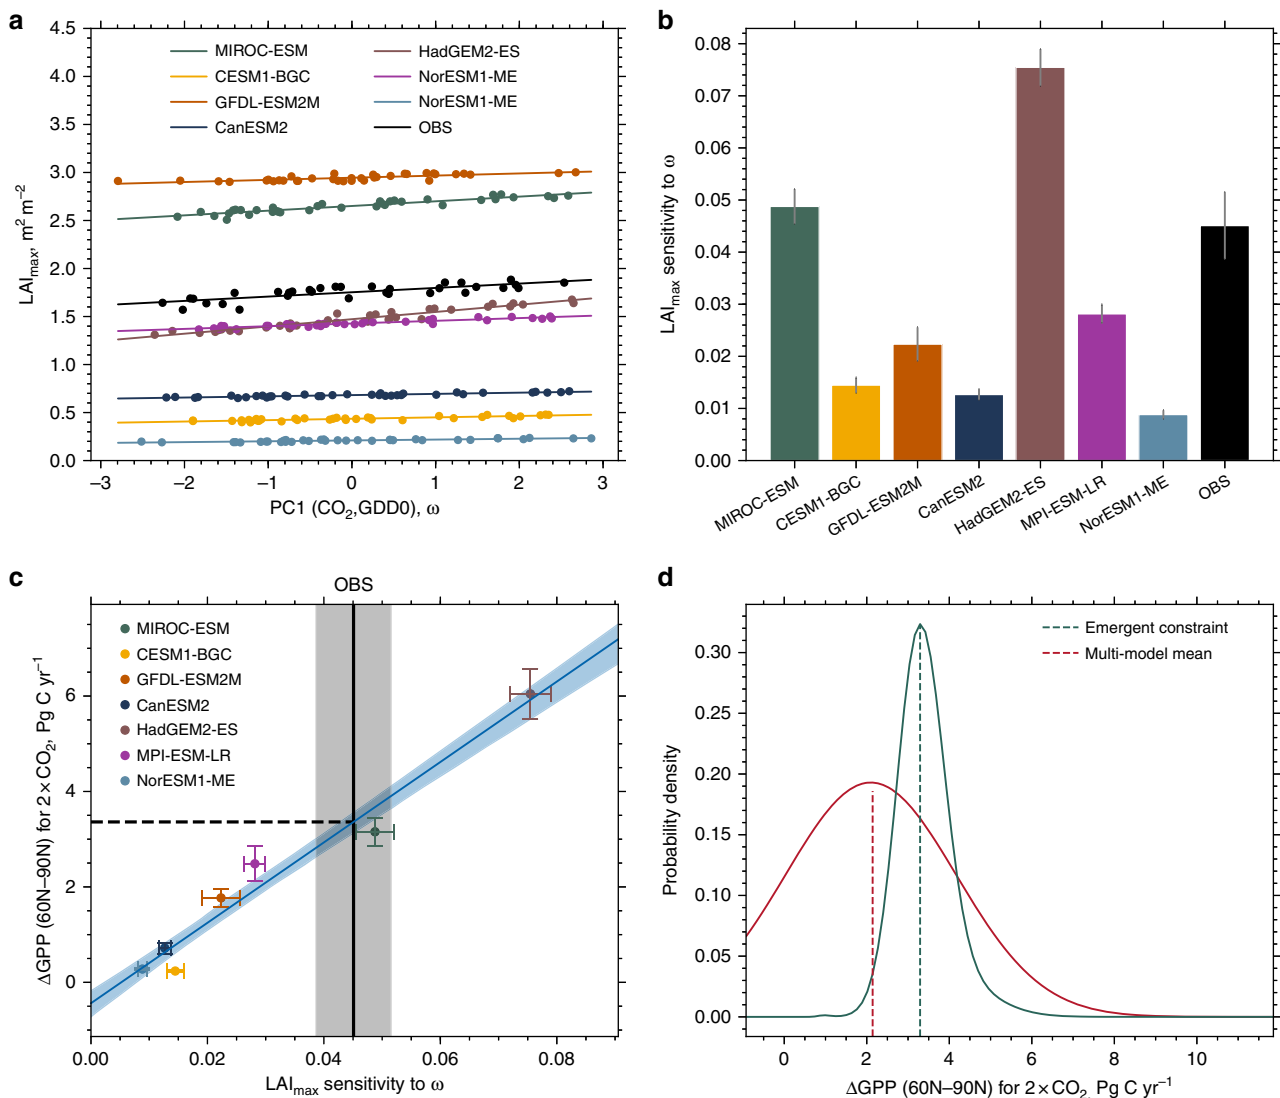 a
4.5
4.0
3.5
3.0
2.5
2.0
1.5
1.0
0.5
0.0
LAImax, m² m⁻²
MIROC-ESM
CESM1-BGC
GFDL-ESM2M
CanESM2
HadGEM2-ES
NorESM1-ME
NorESM1-ME
OBS
−3 −2 −1 0 1 2 3
PC1 (CO₂,GDD0), ω
b
0.08
0.07
0.06
0.05
0.04
0.03
0.02
0.01
0.00
LAImax sensitivity to ω
MIROC-ESM
CESM1-BGC
GFDL-ESM2M
CanESM2
HadGEM2-ES
MPI-ESM-LR
NorESM1-ME
OBS
c
OBS
6
4
2
0
ΔGPP (60N–90N) for 2×CO₂, Pg C yr⁻¹
MIROC-ESM
CESM1-BGC
GFDL-ESM2M
CanESM2
HadGEM2-ES
MPI-ESM-LR
NorESM1-ME
0.00 0.02 0.04 0.06 0.08
LAImax sensitivity to ω
d
0.30
0.25
0.20
0.15
0.10
0.05
0.00
Probability density
Emergent constraint
Multi-model mean
0 2 4 6 8 10
ΔGPP (60N–90N) for 2×CO₂, Pg C yr⁻¹